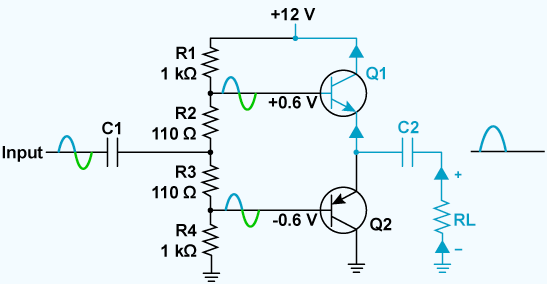 +12 V
R1
1 kΩ
Q1
+0.6 V
R2
110 Ω
C1
C2
Input
R3
110 Ω
+
RL
-0.6 V
Q2
R4
1 kΩ
–